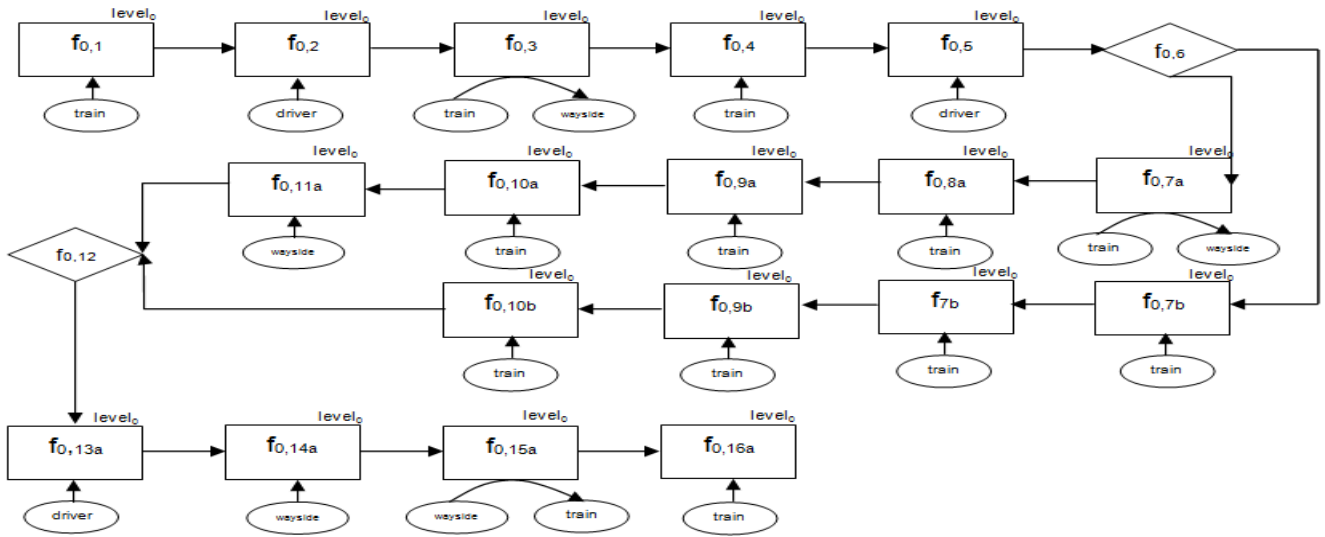 level₀ level₀ level₀ level₀ level₀
f₀,₁ f₀,₂ f₀,₃ f₀,₄ f₀,₅ f₀,₆
train driver train wayside train driver
level₀ level₀ level₀ level₀ level₀
f₀,₁₁ₐ f₀,₁₀ₐ f₀,₉ₐ f₀,₈ₐ f₀,₇ₐ
wayside train train train train wayside
f₀,₁₂
level₀ level₀ level₀ level₀
f₀,₁₀b f₀,₉b f₇b f₀,₇b
train train train train
level₀ level₀ level₀ level₀
f₀,₁₃ₐ f₀,₁₄ₐ f₀,₁₅ₐ f₀,₁₆ₐ
driver wayside wayside train train